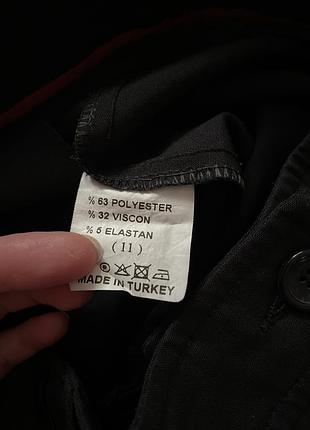 % 63 POLYESTER
% 32 VISCON
% 5 ELASTAN
( 11 )
MADE IN TURKEY